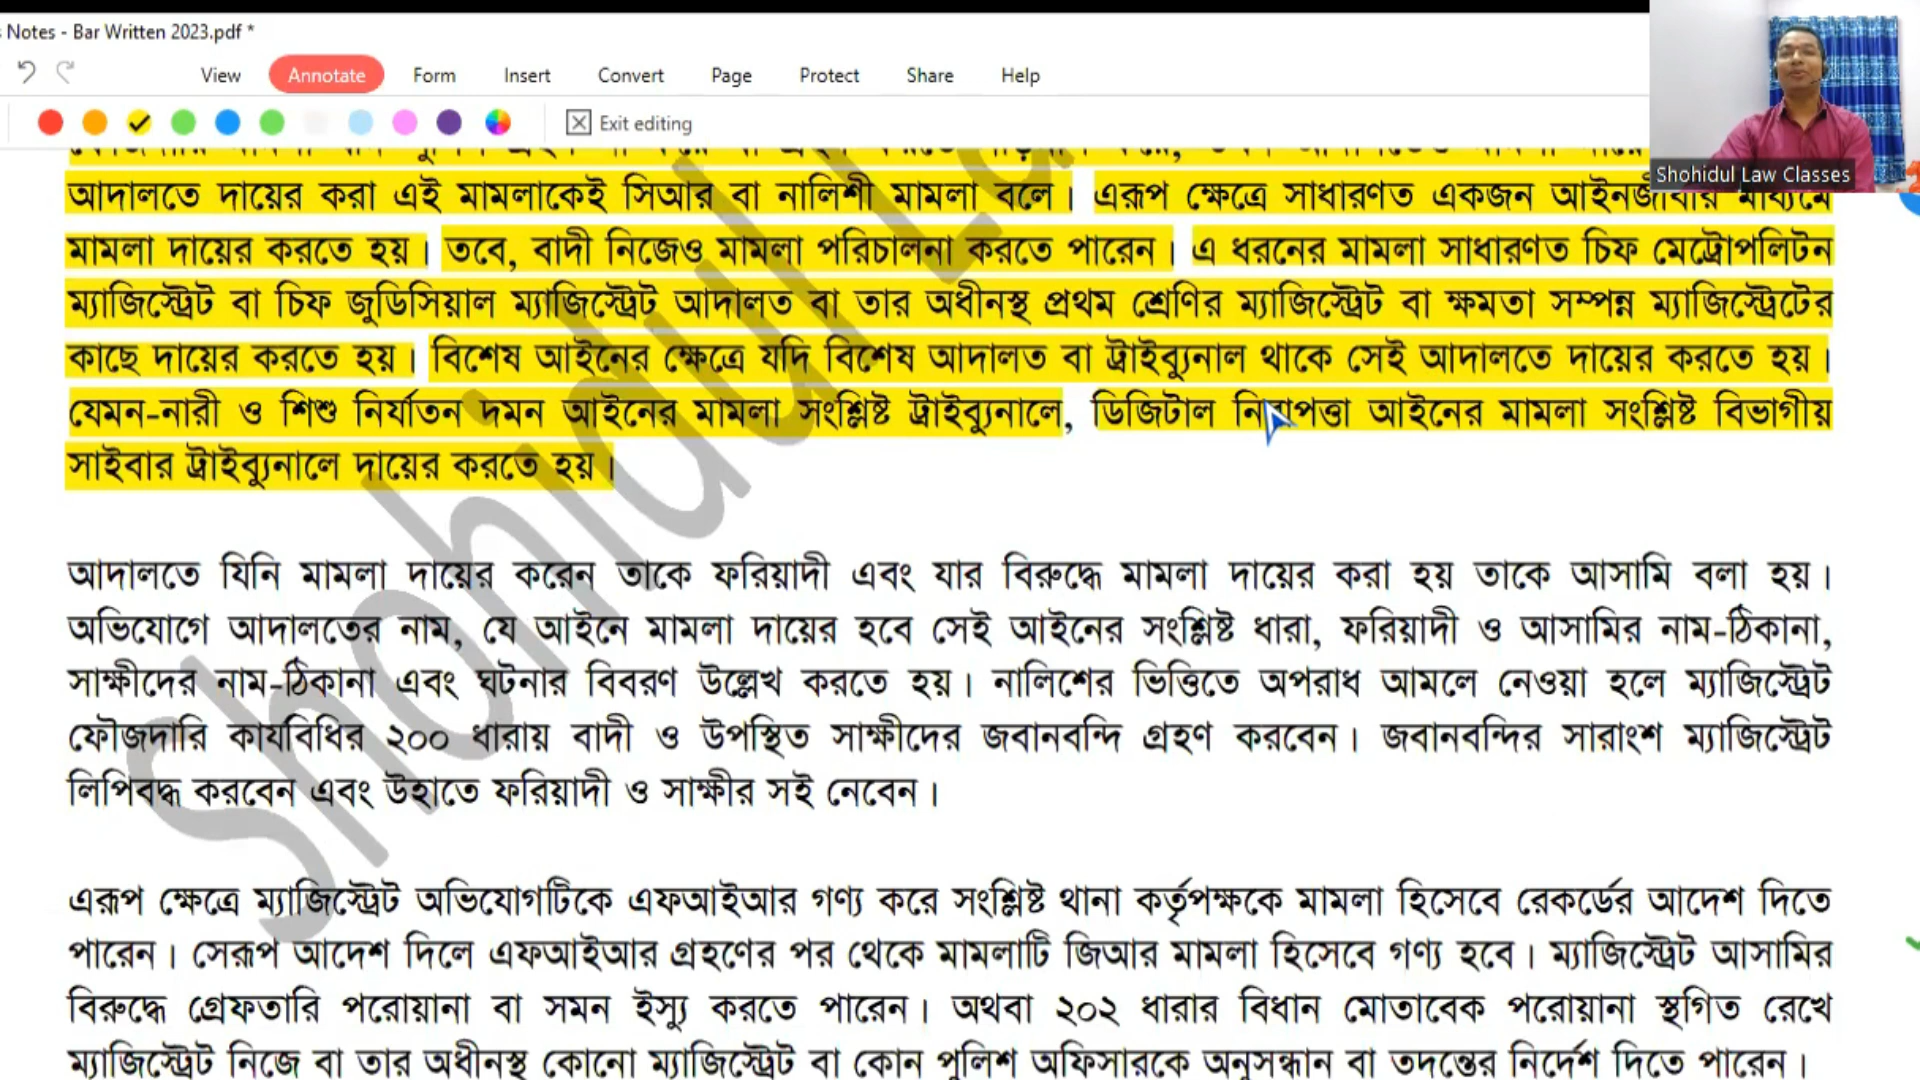 Notes - Bar Written 2023.pdf *
View Annotate Form Insert Convert Page Protect Share Help
Exit editing
Shohidul Law Classes
আদালতে দায়ের করা এই মামলাকেই সিআর বা নালিশী মামলা বলে। এরূপ ক্ষেত্রে সাধারণত একজন আইনজীবীর মাধ্যমে
মামলা দায়ের করতে হয়। তবে, বাদী নিজেও মামলা পরিচালনা করতে পারেন। এ ধরনের মামলা সাধারণত চিফ মেট্রোপলিটন
ম্যাজিস্ট্রেট বা চিফ জুডিসিয়াল ম্যাজিস্ট্রেট আদালত বা তার অধীনস্থ প্রথম শ্রেণির ম্যাজিস্ট্রেট বা ক্ষমতা সম্পন্ন ম্যাজিস্ট্রেটের
কাছে দায়ের করতে হয়। বিশেষ আইনের ক্ষেত্রে যদি বিশেষ আদালত বা ট্রাইব্যুনাল থাকে সেই আদালতে দায়ের করতে হয়।
যেমন-নারী ও শিশু নির্যাতন দমন আইনের মামলা সংশ্লিষ্ট ট্রাইব্যুনালে, ডিজিটাল নিরাপত্তা আইনের মামলা সংশ্লিষ্ট বিভাগীয়
সাইবার ট্রাইব্যুনালে দায়ের করতে হয়।
আদালতে যিনি মামলা দায়ের করেন তাকে ফরিয়াদী এবং যার বিরুদ্ধে মামলা দায়ের করা হয় তাকে আসামি বলা হয়।
অভিযোগে আদালতের নাম, যে আইনে মামলা দায়ের হবে সেই আইনের সংশ্লিষ্ট ধারা, ফরিয়াদী ও আসামির নাম-ঠিকানা,
সাক্ষীদের নাম-ঠিকানা এবং ঘটনার বিবরণ উল্লেখ করতে হয়। নালিশের ভিত্তিতে অপরাধ আমলে নেওয়া হলে ম্যাজিস্ট্রেট
ফৌজদারি কার্যবিধির ২০০ ধারায় বাদী ও উপস্থিত সাক্ষীদের জবানবন্দি গ্রহণ করবেন। জবানবন্দির সারাংশ ম্যাজিস্ট্রেট
লিপিবদ্ধ করবেন এবং উহাতে ফরিয়াদী ও সাক্ষীর সই নেবেন।
এরূপ ক্ষেত্রে ম্যাজিস্ট্রেট অভিযোগটিকে এফআইআর গণ্য করে সংশ্লিষ্ট থানা কর্তৃপক্ষকে মামলা হিসেবে রেকর্ডের আদেশ দিতে
পারেন। সেরূপ আদেশ দিলে এফআইআর গ্রহণের পর থেকে মামলাটি জিআর মামলা হিসেবে গণ্য হবে। ম্যাজিস্ট্রেট আসামির
বিরুদ্ধে গ্রেফতারি পরোয়ানা বা সমন ইস্যু করতে পারেন। অথবা ২০২ ধারার বিধান মোতাবেক পরোয়ানা স্থগিত রেখে
ম্যাজিস্ট্রেট নিজে বা তার অধীনস্থ কোনো ম্যাজিস্ট্রেট বা কোন পুলিশ অফিসারকে অনুসন্ধান বা তদন্তের নির্দেশ দিতে পারেন।
Shohidul